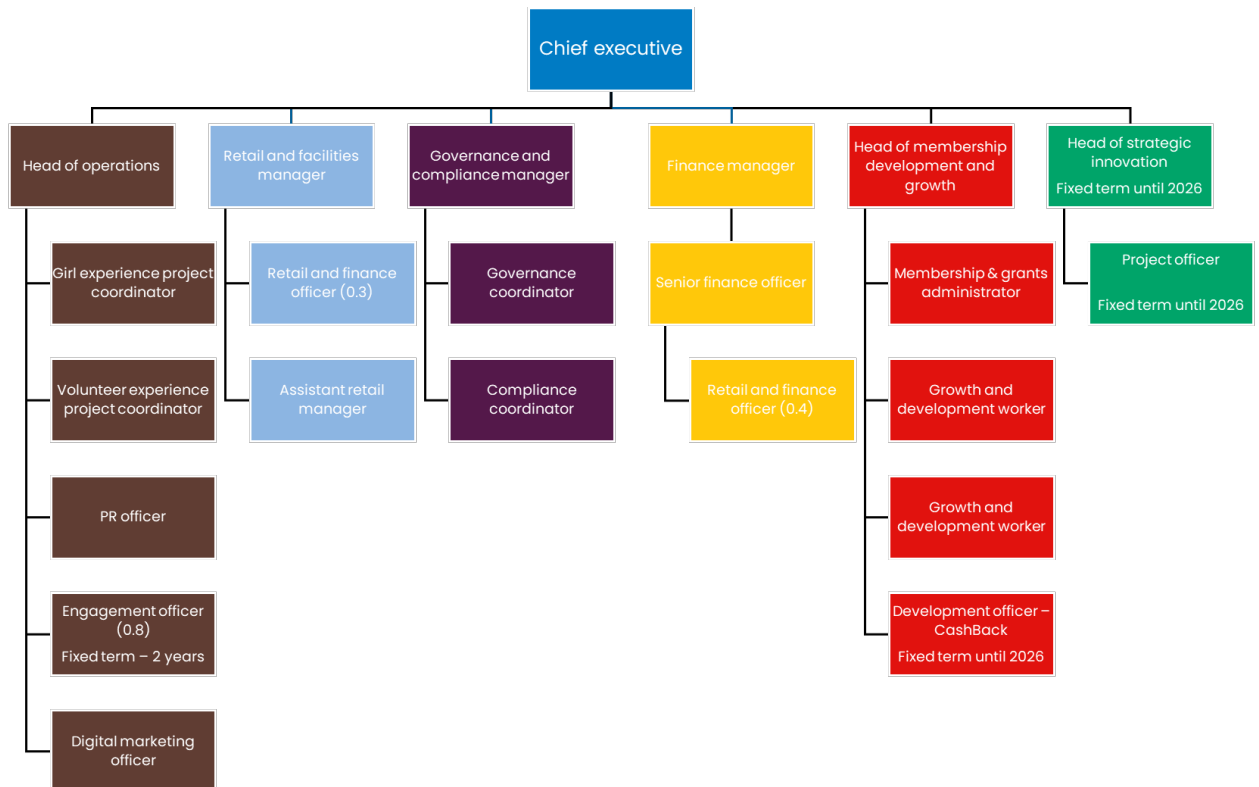 Chief executive
Head of operations
Retail and facilities
manager
Governance and
compliance manager
Finance manager
Head of membership
development and
growth
Head of strategic
innovation
Fixed term until 2026
Girl experience project
coordinator
Retail and finance
officer (0.3)
Governance
coordinator
Senior finance officer
Membership & grants
administrator
Project officer
Fixed term until 2026
Volunteer experience
project coordinator
Assistant retail
manager
Compliance
coordinator
Retail and finance
officer (0.4)
Growth and
development worker
PR officer
Growth and
development worker
Engagement officer
(0.8)
Fixed term – 2 years
Development officer –
CashBack
Fixed term until 2026
Digital marketing
officer